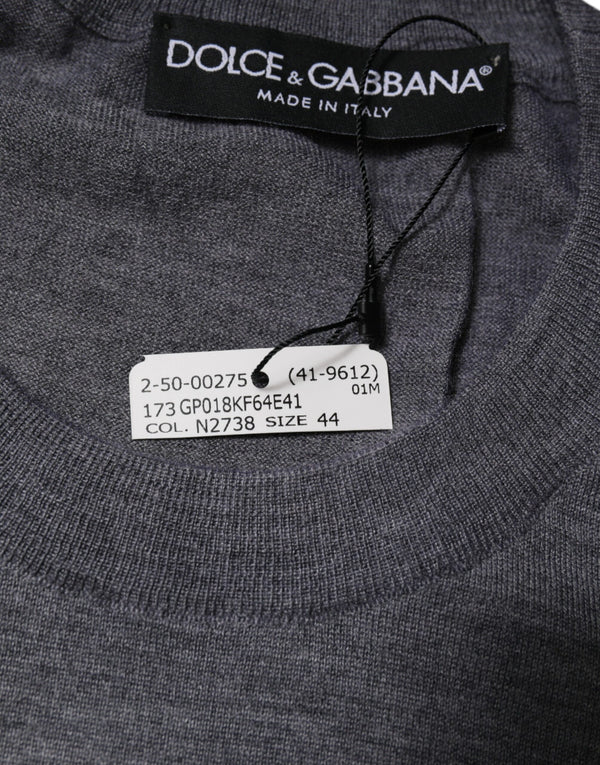 DOLCE & GABBANA®
MADE IN ITALY
2-50-00275 (41-9612)
01M
173 GP018KF64E41
COL. N2738 SIZE 44